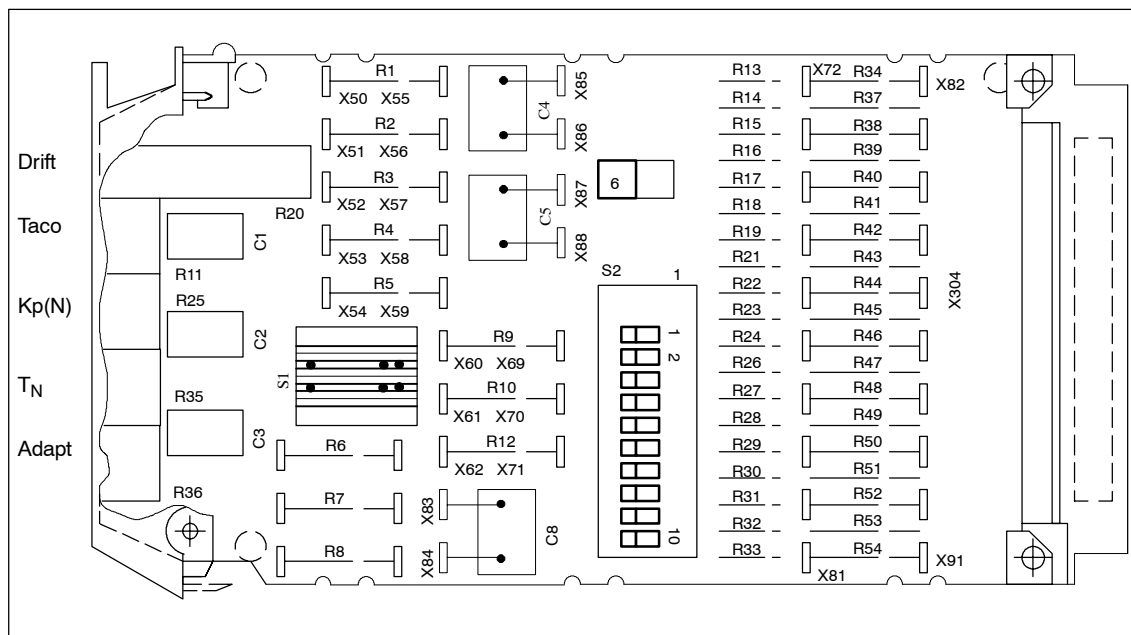 Drift
Taco
Kp(N)
TN
Adapt
R20
C1
R11
R25
C2
R35
C3
R36
R1
X50 X55
R2
X51 X56
R3
X52 X57
R4
X53 X58
R5
X54 X59
S1
R6
R7
R8
R9
X60 X69
R10
X61 X70
R12
X62 X71
X83
X84
C8
C4
X85
X86
C5
X87
X88
6
S2 1
1
2
10
R13
R14
R15
R16
R17
R18
R19
R21
R22
R23
R24
R26
R27
R28
R29
R30
R31
R32
R33
X72 R34 X82
R37
R38
R39
R40
R41
R42
R43
R44
R45
R46
R47
R48
R49
R50
R51
R52
R53
R54
X81
X91
X304